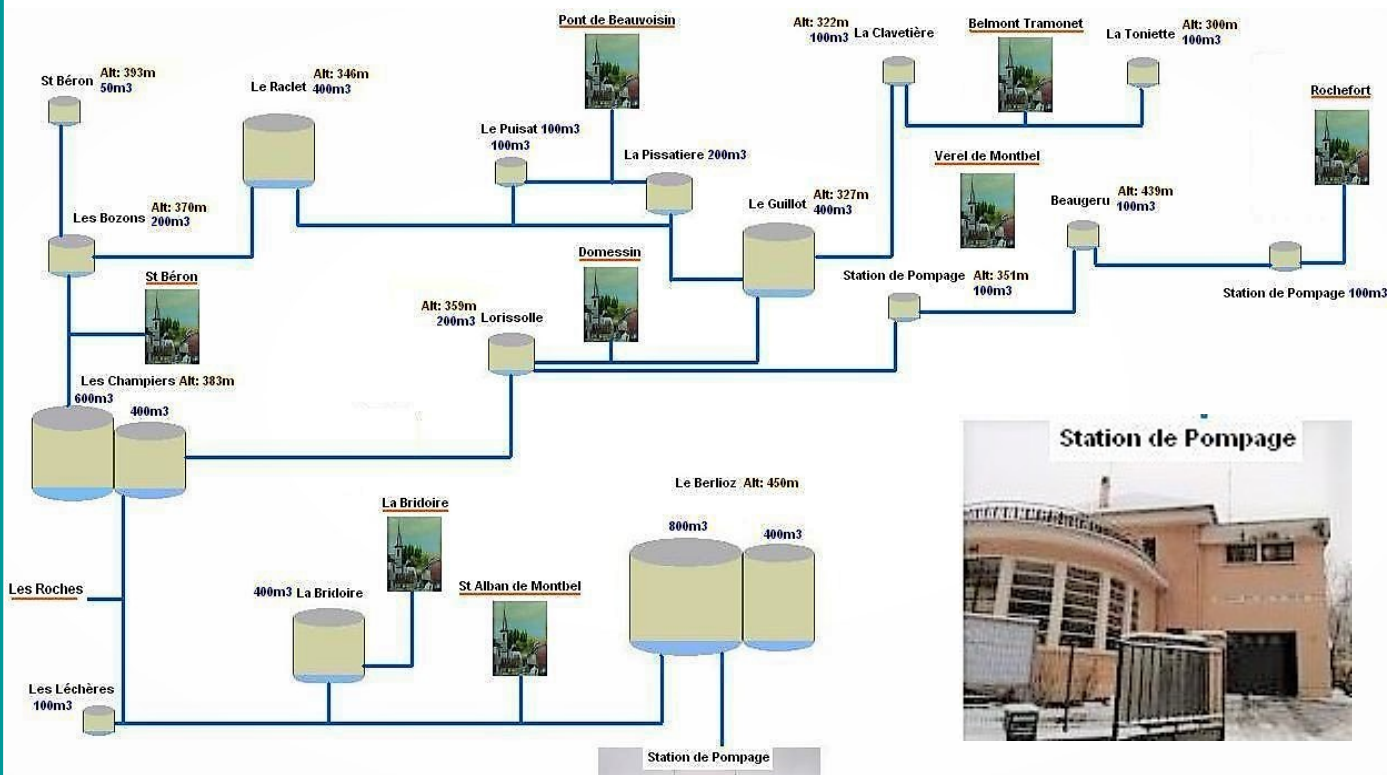 Pont de Beauvoisin
Alt: 322m
100m3 La Clavetière
Belmont Tramonet
Alt: 300m
La Toniette 100m3
St Béron Alt: 393m
50m3
Le Raclet Alt: 346m
400m3
Rochefort
Le Puisat 100m3
100m3
La Pissatiere 200m3
Verel de Montbel
Les Bozons Alt: 370m
200m3
Le Guillot Alt: 327m
400m3
Beaugeru Alt: 439m
100m3
St Béron
Domessin
Station de Pompage Alt: 351m
100m3
Station de Pompage 100m3
Alt: 359m
200m3 Lorissolle
Les Champiers Alt: 383m
600m3
400m3
Station de Pompage
Le Berlioz Alt: 450m
800m3
400m3
La Bridoire
Les Roches
400m3 La Bridoire
St Alban de Montbel
Les Léchères
100m3
Station de Pompage